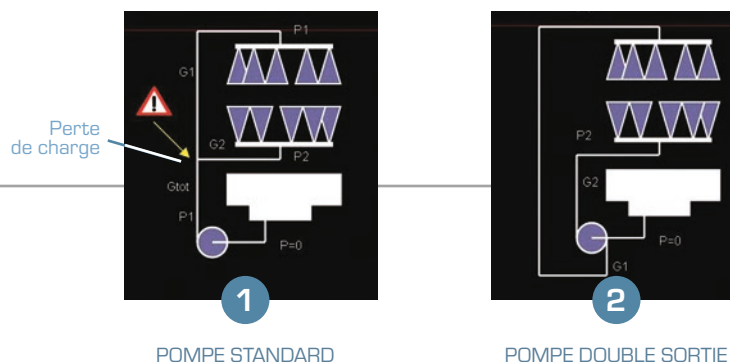 P1
G1
Perte
de charge
G2
P2
Gtot
P1
P=0
1
POMPE STANDARD
P2
G2
P=0
G1
2
POMPE DOUBLE SORTIE